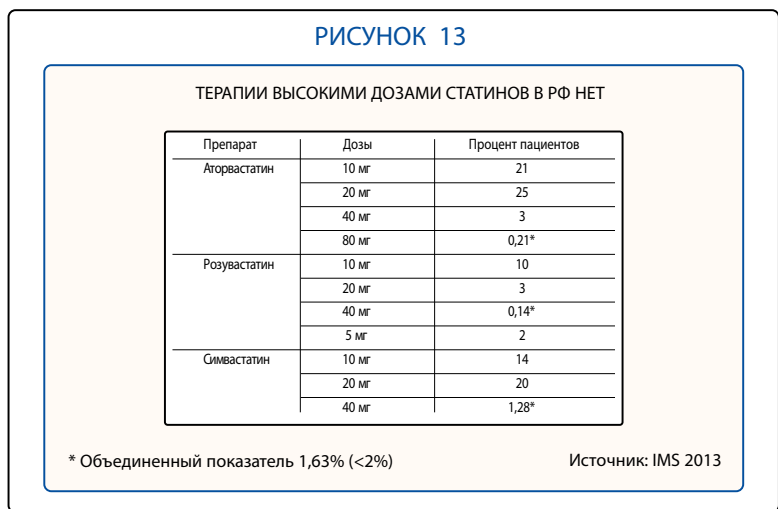 РИСУНОК 13
ТЕРАПИИ ВЫСОКИМИ ДОЗАМИ СТАТИНОВ В РФ НЕТ
Препарат Дозы Процент пациентов
Аторвастатин 10 мг 21
20 мг 25
40 мг 3
80 мг 0,21*
Розувастатин 10 мг 10
20 мг 3
40 мг 0,14*
5 мг 2
Симвастатин 10 мг 14
20 мг 20
40 мг 1,28*
* Объединенный показатель 1,63% (<2%) Источник: IMS 2013